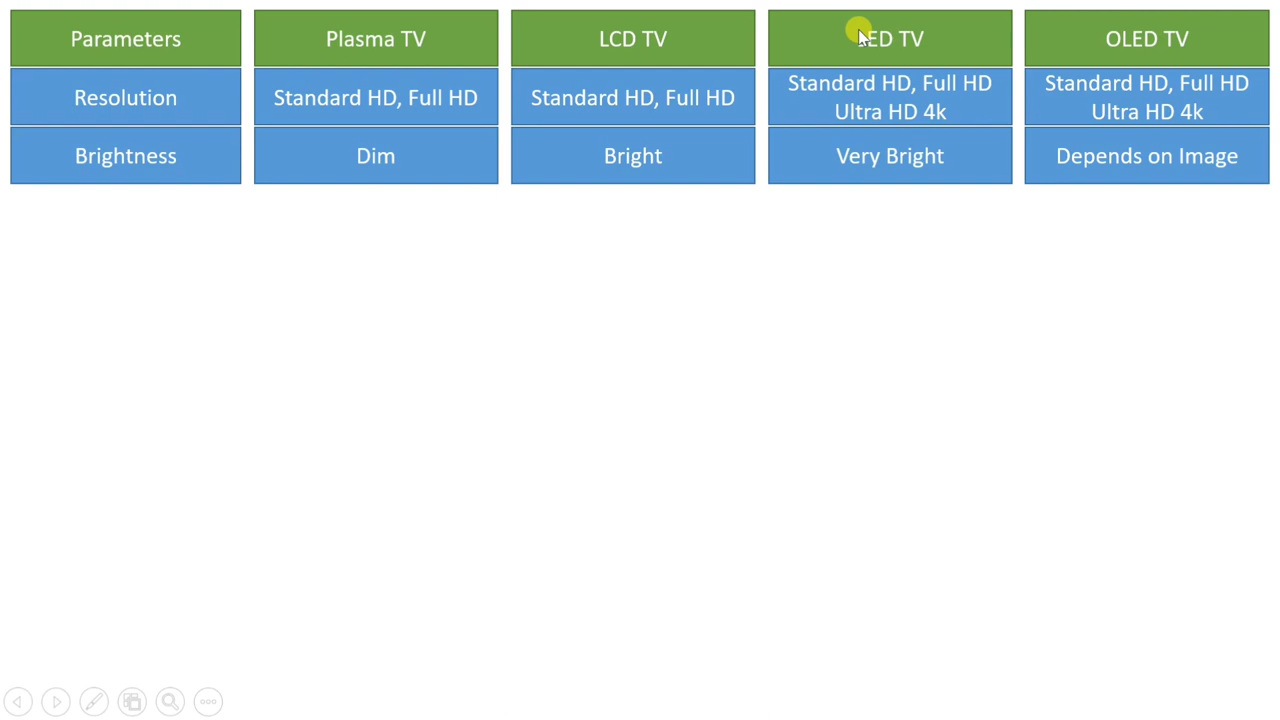 Parameters
Plasma TV
LCD TV
ED TV
OLED TV
Resolution
Standard HD, Full HD
Standard HD, Full HD
Standard HD, Full HD
Ultra HD 4k
Standard HD, Full HD
Ultra HD 4k
Brightness
Dim
Bright
Very Bright
Depends on Image